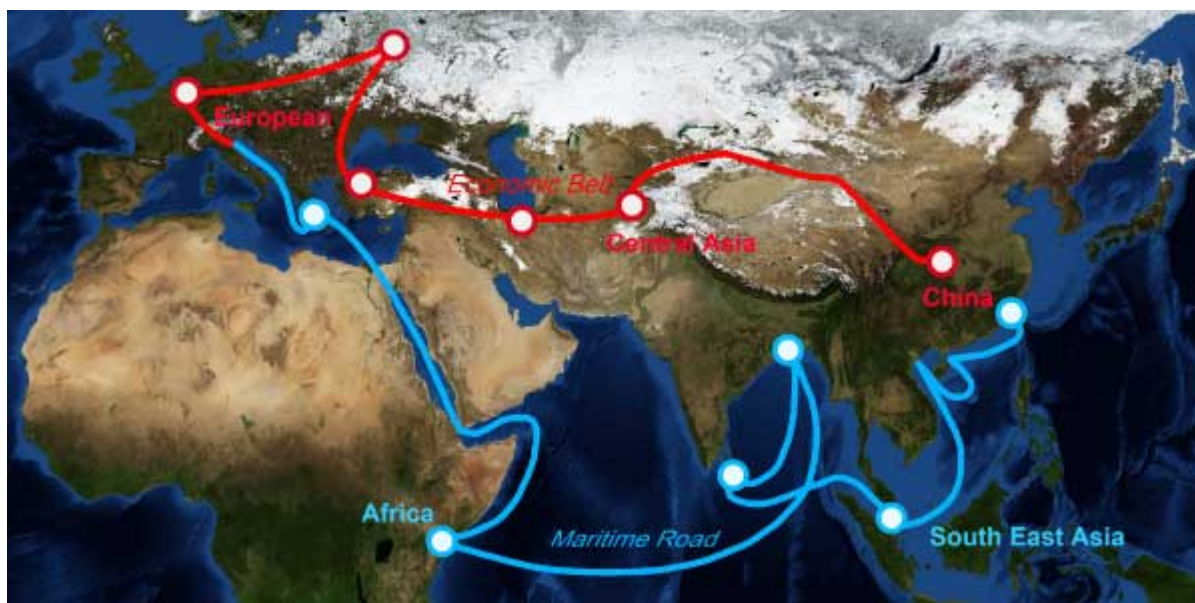 European
Economic Belt
Central Asia
China
Africa
Maritime Road
South East Asia